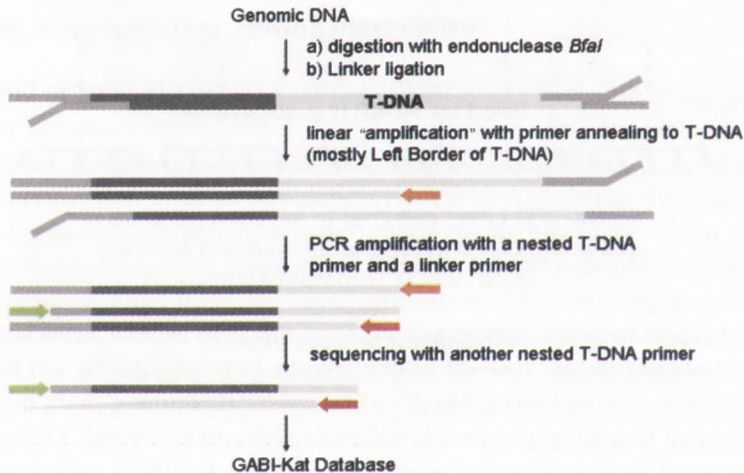 Genomic DNA
a) digestion with endonuclease BfaI
b) Linker ligation
T-DNA
linear "amplification" with primer annealing to T-DNA
(mostly Left Border of T-DNA)
PCR amplification with a nested T-DNA
primer and a linker primer
sequencing with another nested T-DNA primer
GABI-Kat Database